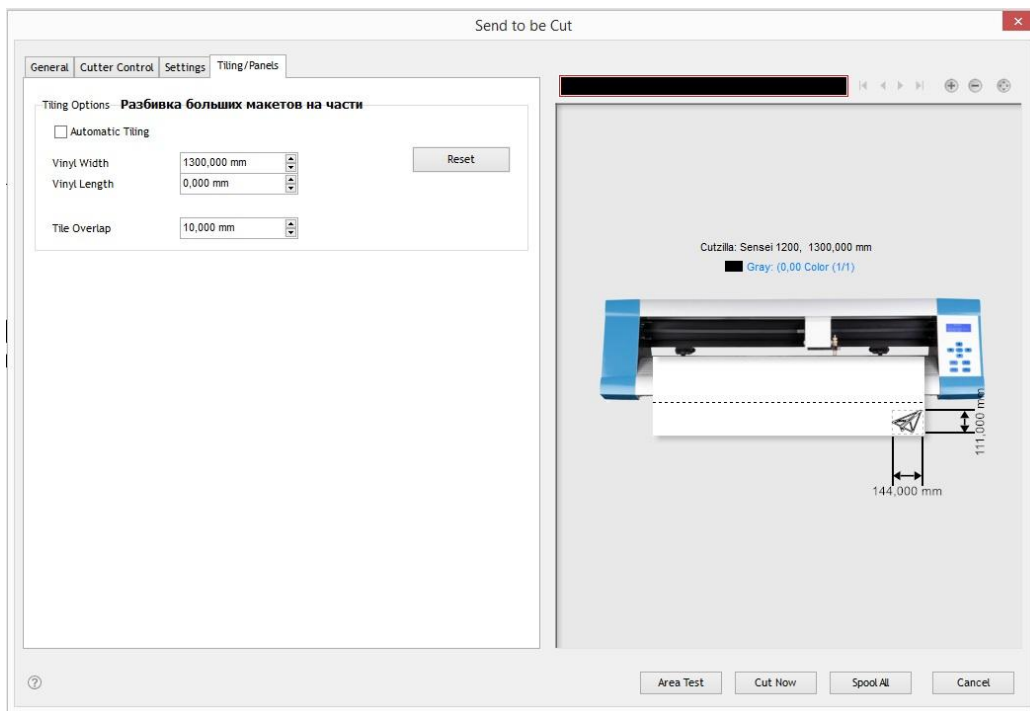 Send to be Cut
General Cutter Control Settings Tiling/Panels
Tiling Options Разбивка больших макетов на части
Automatic Tiling
Vinyl Width 1300,000 mm Reset
Vinyl Length 0,000 mm
Tile Overlap 10,000 mm
Cutzilla: Sensei 1200, 1300,000 mm
Gray: (0,00 Color (1/1)
111,000 mm
144,000 mm
Area Test Cut Now Spool All Cancel